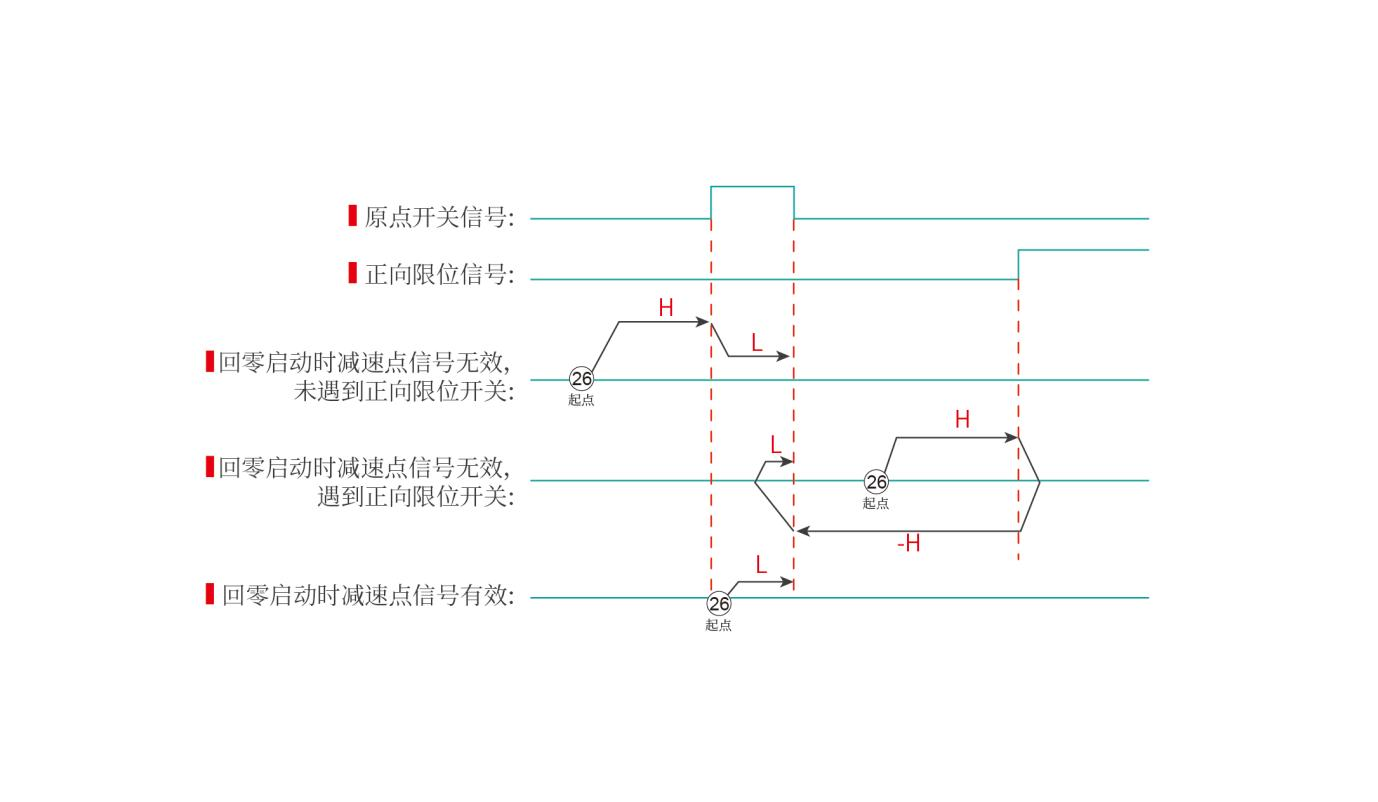 原点开关信号:
正向限位信号:
H
L
回零启动时减速点信号无效,
未遇到正向限位开关:
26
起点
H
L
回零启动时减速点信号无效,
遇到正向限位开关:
26
起点
-H
L
回零启动时减速点信号有效:
26
起点